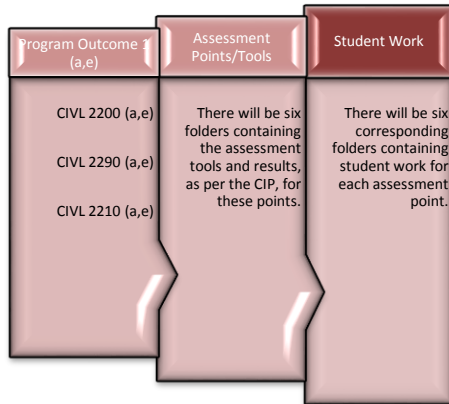 Program Outcome 1
(a,e)
CIVL 2200 (a,e)
CIVL 2290 (a,e)
CIVL 2210 (a,e)
Assessment
Points/Tools
There will be six
folders containing
the assessment
tools and results,
as per the CIP, for
these points.
Student Work
There will be six
corresponding
folders containing
student work for
each assessment
point.